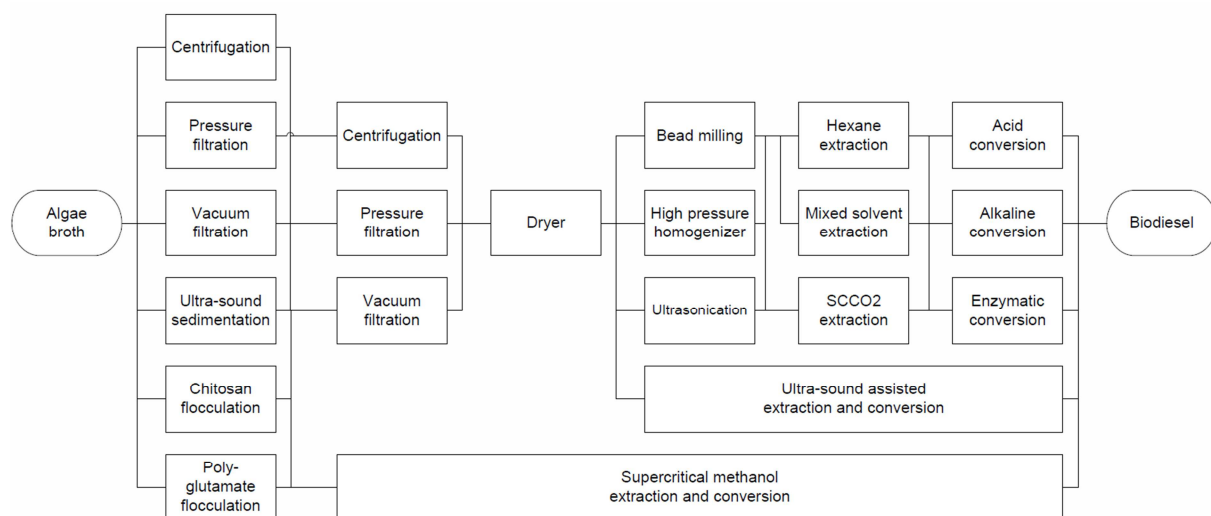 Algae
broth
Centrifugation
Pressure
filtration
Vacuum
filtration
Ultra-sound
sedimentation
Chitosan
flocculation
Poly-
glutamate
flocculation
Centrifugation
Pressure
filtration
Vacuum
filtration
Dryer
Bead milling
High pressure
homogenizer
Ultrasonication
Hexane
extraction
Mixed solvent
extraction
SCCO2
extraction
Acid
conversion
Alkaline
conversion
Enzymatic
conversion
Ultra-sound assisted
extraction and conversion
Supercritical methanol
extraction and conversion
Biodiesel